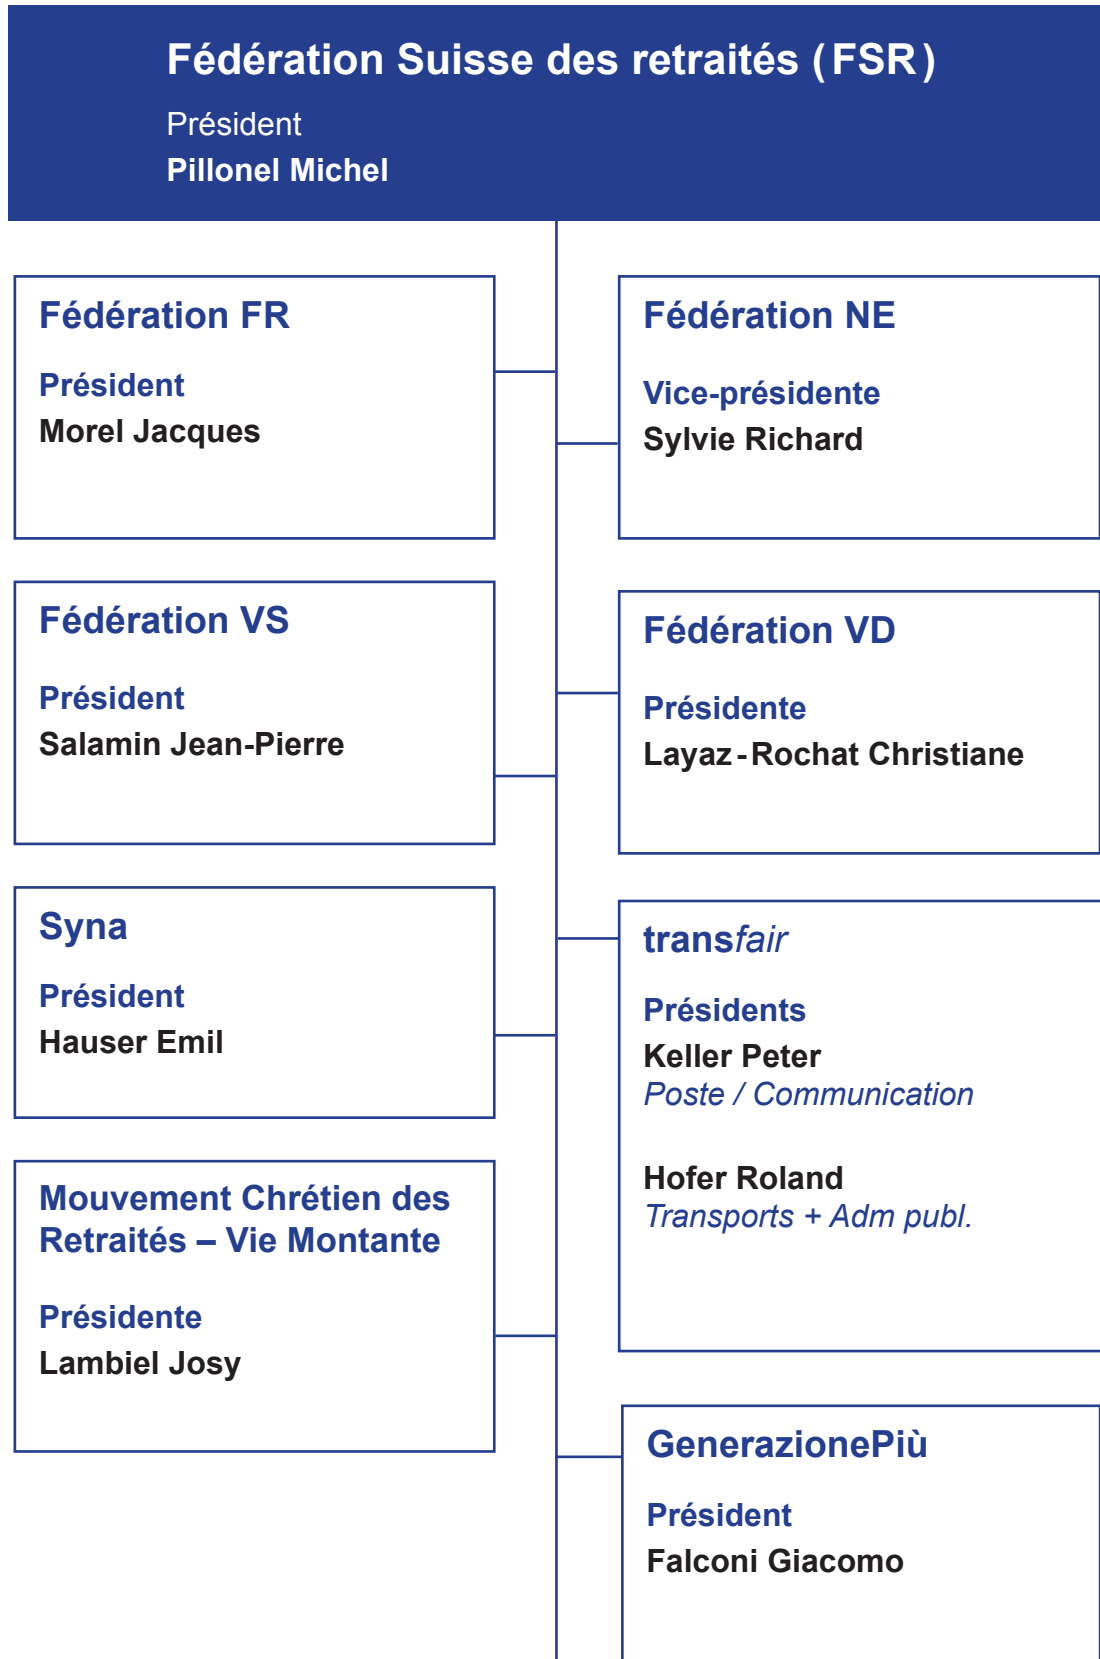 Fédération Suisse des retraités (FSR)
Président
Pillonel Michel
Fédération FR
Président
Morel Jacques
Fédération NE
Vice-présidente
Sylvie Richard
Fédération VS
Président
Salamin Jean-Pierre
Fédération VD
Présidente
Layaz-Rochat Christiane
Syna
Président
Hauser Emil
transfair
Présidents
Keller Peter
Poste / Communication
Hofer Roland
Transports + Adm publ.
Mouvement Chrétien des
Retraités – Vie Montante
Présidente
Lambiel Josy
GenerazionePiù
Président
Falconi Giacomo